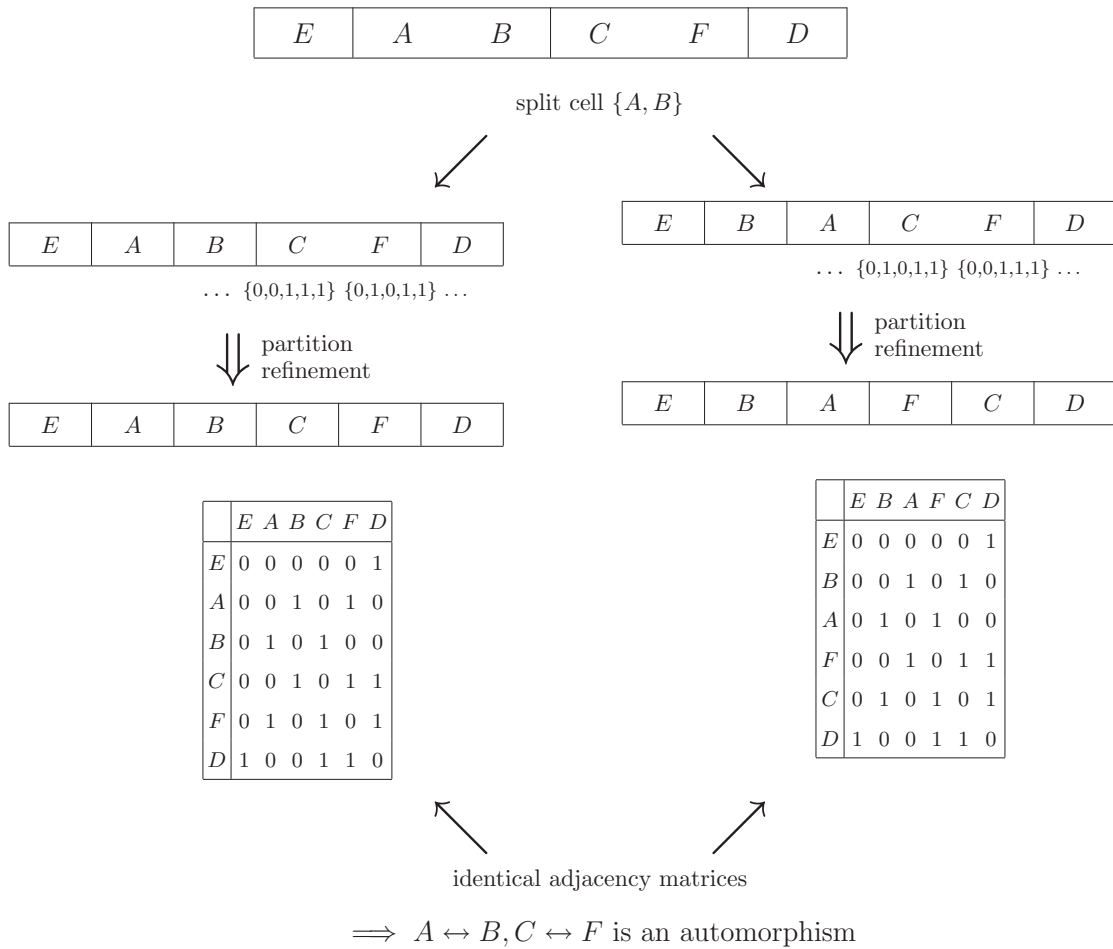 E A B C F D
split cell {A, B}
E A B C F D
... {0,0,1,1,1} {0,1,0,1,1} ...
partition
refinement
E A B C F D
E A B C F D
E 0 0 0 0 0 1
A 0 0 1 0 1 0
B 0 1 0 1 0 0
C 0 0 1 0 1 1
F 0 1 0 1 0 1
D 1 0 0 1 1 0
E B A C F D
... {0,1,0,1,1} {0,0,1,1,1} ...
partition
refinement
E B A F C D
E B A F C D
E 0 0 0 0 0 1
B 0 0 1 0 1 0
A 0 1 0 1 0 0
F 0 0 1 0 1 1
C 0 1 0 1 0 1
D 1 0 0 1 1 0
identical adjacency matrices
⟹ A ↔ B, C ↔ F is an automorphism